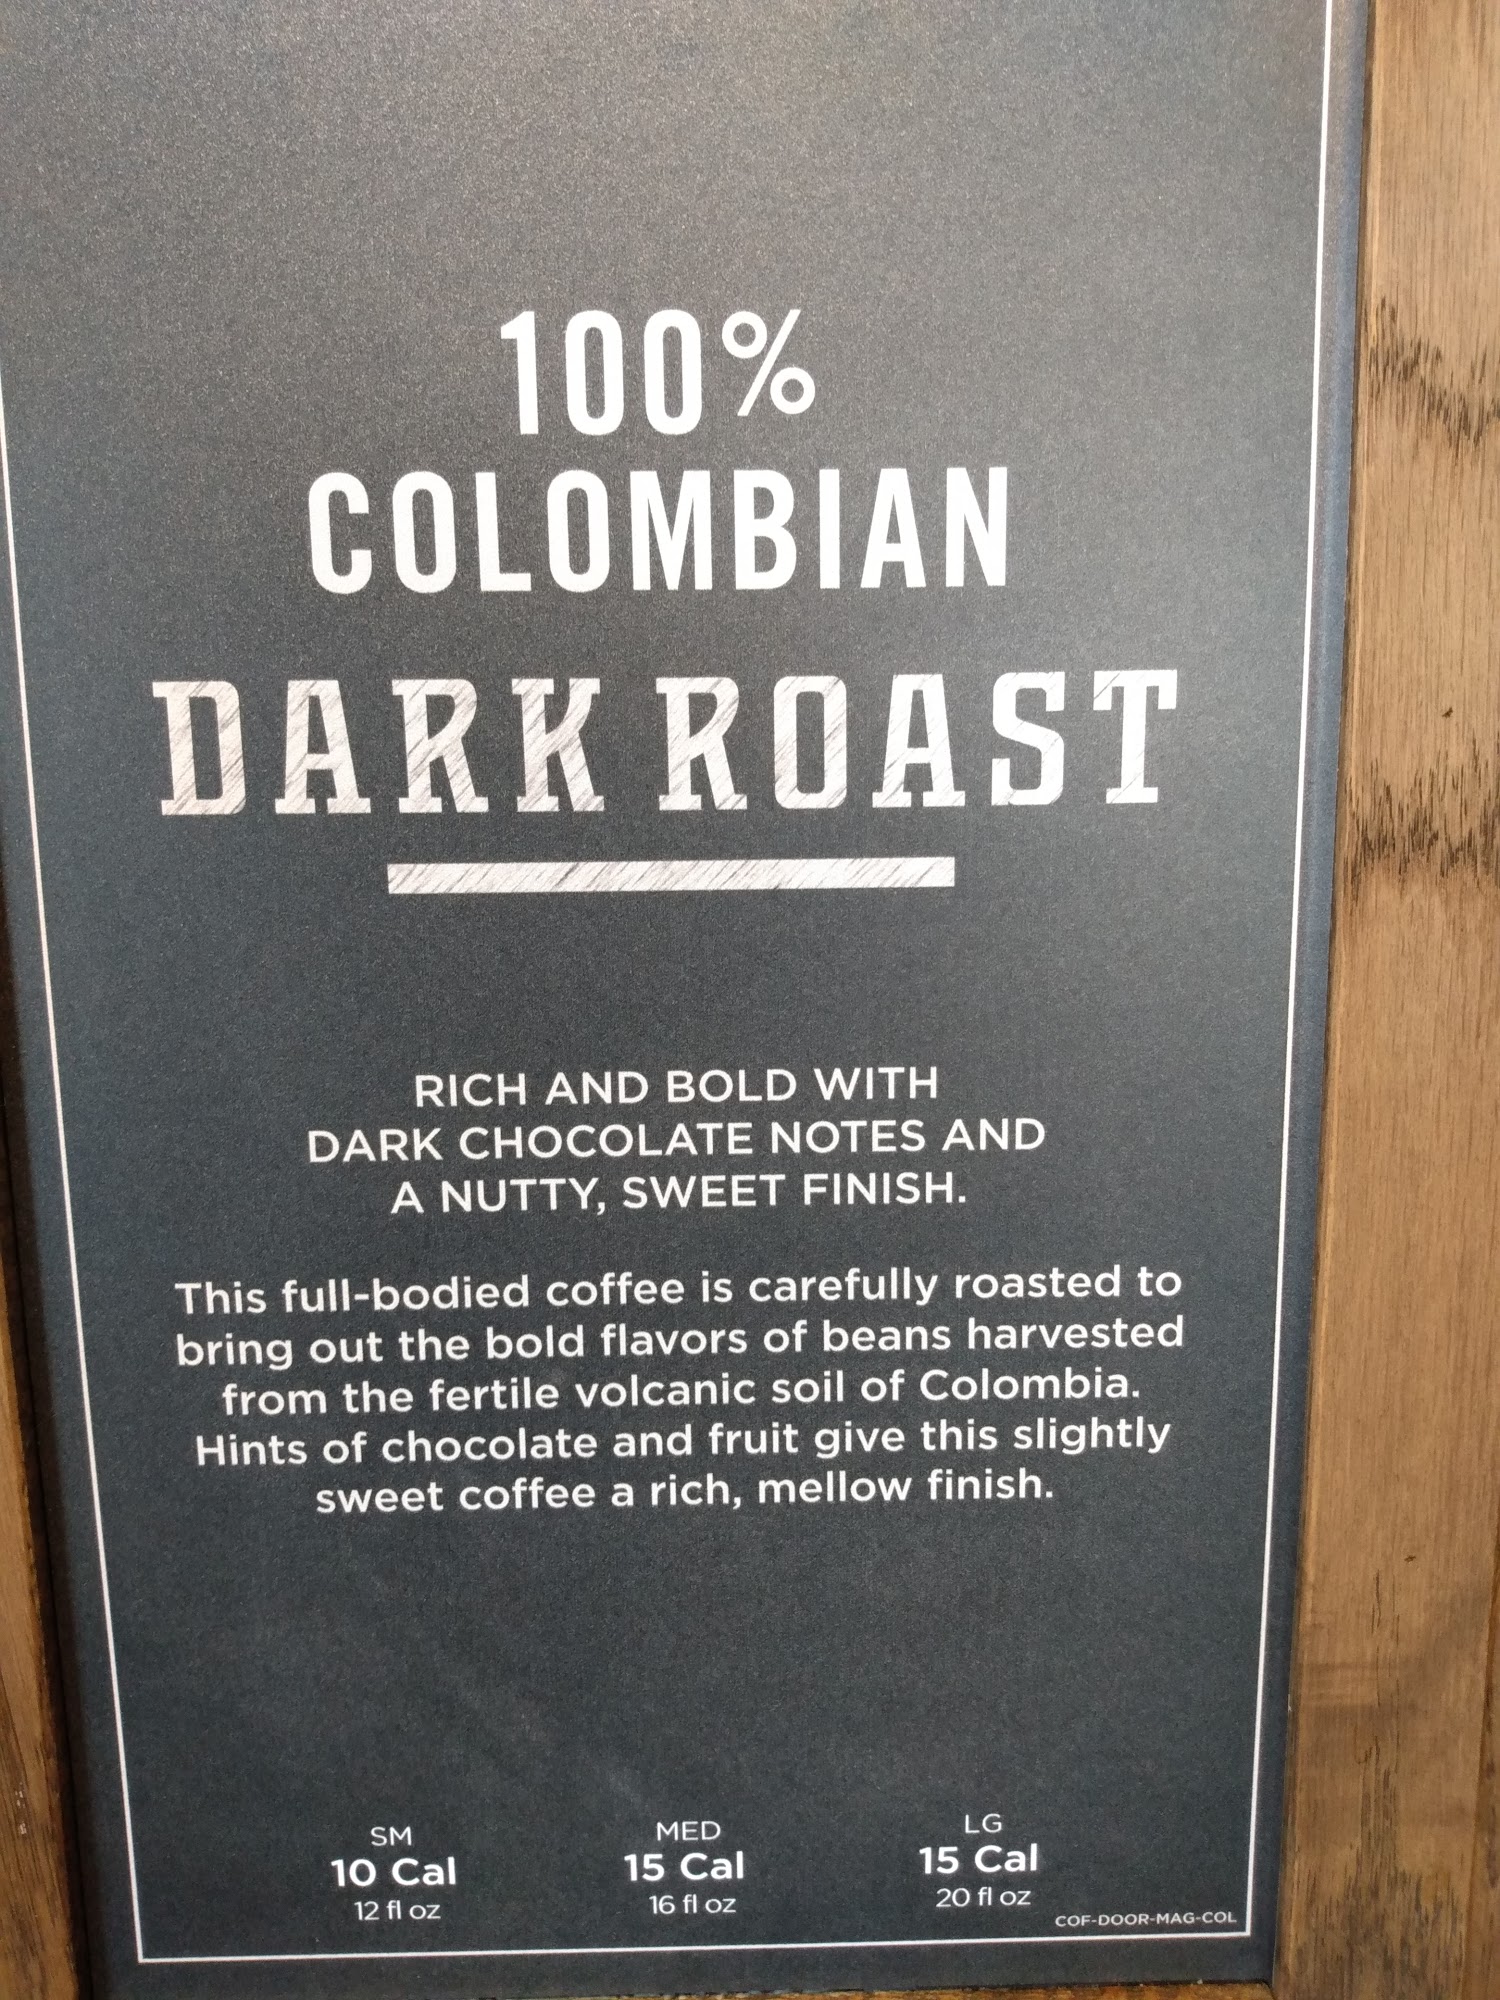 100%
COLOMBIAN
DARK ROAST
RICH AND BOLD WITH
DARK CHOCOLATE NOTES AND
A NUTTY, SWEET FINISH.
This full-bodied coffee is carefully roasted to
bring out the bold flavors of beans harvested
from the fertile volcanic soil of Colombia.
Hints of chocolate and fruit give this slightly
sweet coffee a rich, mellow finish.
SM MED LG
10 Cal 15 Cal 15 Cal
12 fl oz 16 fl oz 20 fl oz
COF-DOOR-MAG-COL